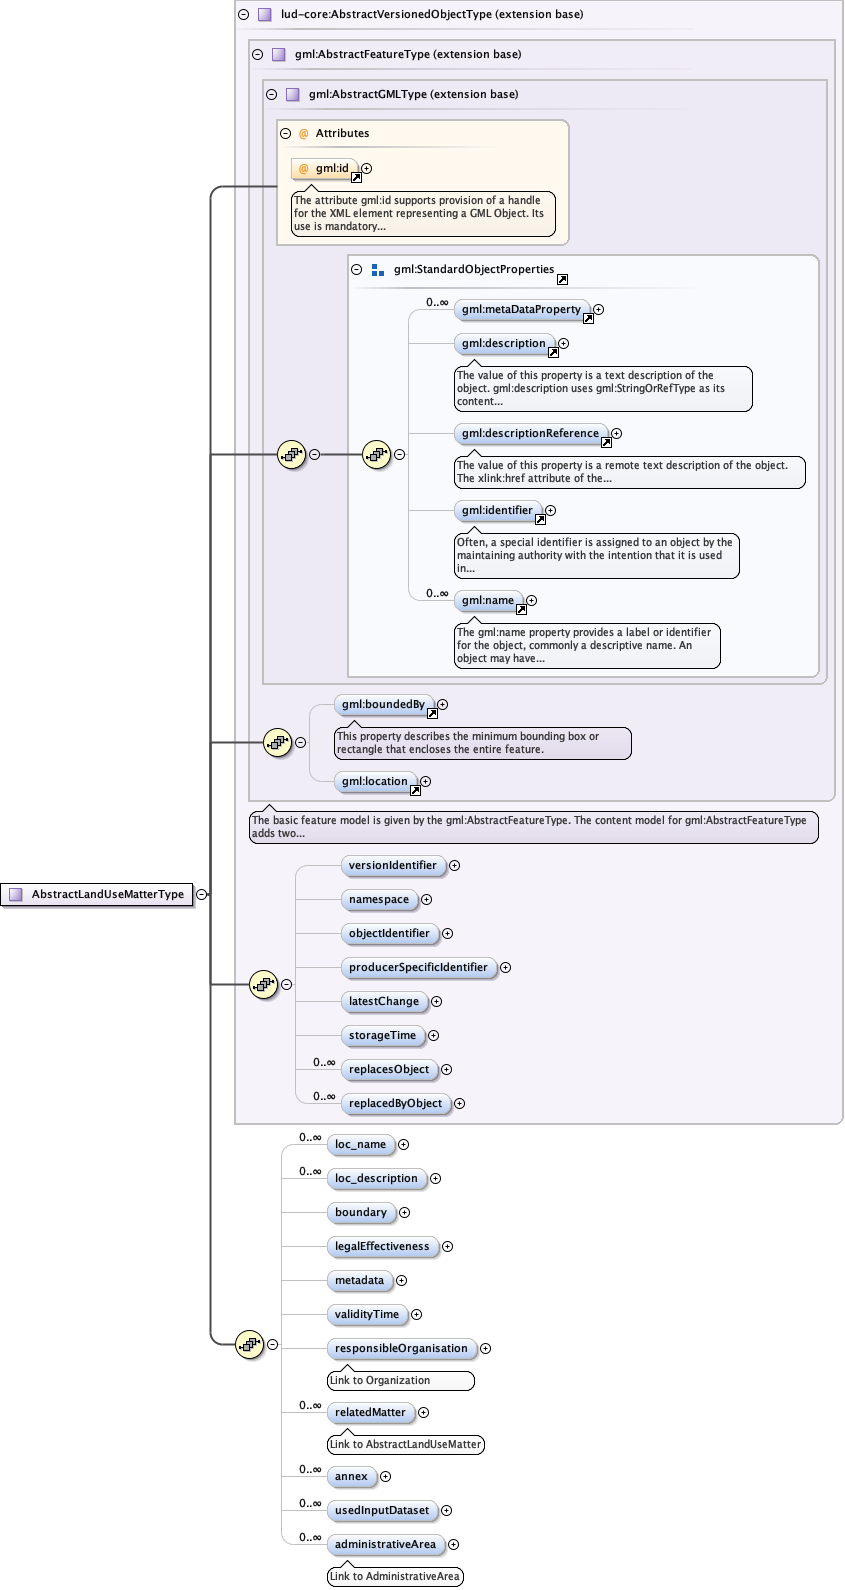 lud-core:AbstractVersionedObjectType (extension base)
gml:AbstractFeatureType (extension base)
gml:AbstractGMLType (extension base)
@ Attributes
@ gml:id
The attribute gml:id supports provision of a handle
for the XML element representing a GML Object. Its
use is mandatory...
gml:StandardObjectProperties
0..∞
gml:metaDataProperty
gml:description
The value of this property is a text description of the
object. gml:description uses gml:StringOrRefType as its
content...
gml:descriptionReference
The value of this property is a remote text description of the object.
The xlink:href attribute of the...
gml:identifier
Often, a special identifier is assigned to an object by the
maintaining authority with the intention that it is used
in...
0..∞
gml:name
The gml:name property provides a label or identifier
for the object, commonly a descriptive name. An
object may have...
gml:boundedBy
This property describes the minimum bounding box or
rectangle that encloses the entire feature.
gml:location
The basic feature model is given by the gml:AbstractFeatureType. The content model for gml:AbstractFeatureType
adds two...
AbstractLandUseMatterType
versionIdentifier
namespace
objectIdentifier
producerSpecificIdentifier
latestChange
storageTime
0..∞
replacesObject
0..∞
replacedByObject
0..∞
loc_name
0..∞
loc_description
boundary
legalEffectiveness
metadata
validityTime
responsibleOrganisation
Link to Organization
0..∞
relatedMatter
Link to AbstractLandUseMatter
0..∞
annex
0..∞
usedInputDataset
0..∞
administrativeArea
Link to AdministrativeArea